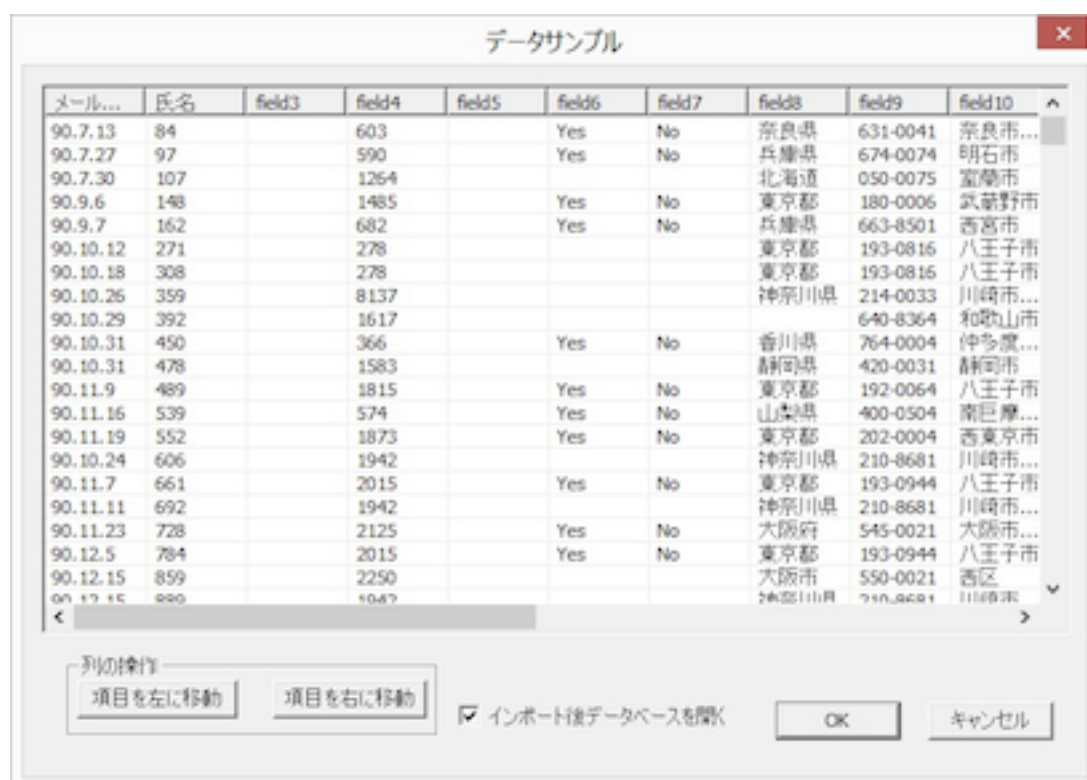 データサンプル
メール... 氏名 field3 field4 field5 field6 field7 field8 field9 field10
90.7.13 84 603 Yes No 奈良県 631-0041 奈良市...
90.7.27 97 590 Yes No 兵庫県 674-0074 明石市
90.7.30 107 1264 北海道 050-0075 室蘭市
90.9.6 148 1485 Yes No 東京都 180-0006 武蔵野市
90.9.7 162 682 Yes No 兵庫県 663-8501 西宮市
90.10.12 271 278 東京都 193-0816 八王子市
90.10.18 308 278 東京都 193-0816 八王子市
90.10.26 359 8137 神奈川県 214-0033 川崎市...
90.10.29 392 1617 640-8364 和歌山市
90.10.31 450 366 Yes No 香川県 764-0004 仲多度...
90.10.31 478 1583 静岡県 420-0031 静岡市
90.11.9 489 1815 Yes No 東京都 192-0064 八王子市
90.11.16 539 574 Yes No 山梨県 400-0504 南巨摩...
90.11.19 552 1873 Yes No 東京都 202-0004 西東京市
90.10.24 606 1942 神奈川県 210-8681 川崎市...
90.11.7 661 2015 Yes No 東京都 193-0944 八王子市
90.11.11 692 1942 神奈川県 210-8681 川崎市...
90.11.23 728 2125 Yes No 大阪府 545-0021 大阪市...
90.12.5 784 2015 Yes No 東京都 193-0944 八王子市
90.12.15 859 2250 大阪市 550-0021 西区
90.12.15 889 1942 神奈川県 210-8681 川崎市
列の操作
項目を左に移動 項目を右に移動
インポート後データベースを開く
OK キャンセル